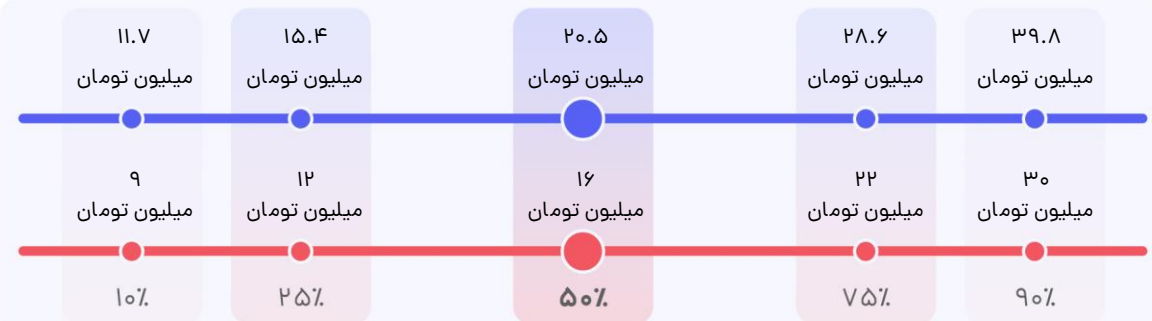 ۱۱.۷ ۱۵.۴ ۲۰.۵ ۲۸.۶ ۳۹.۸
میلیون تومان میلیون تومان میلیون تومان میلیون تومان میلیون تومان
۹ ۱۲ ۱۶ ۲۲ ۳۰
میلیون تومان میلیون تومان میلیون تومان میلیون تومان میلیون تومان
۱۰٪ ۲۵٪ ۵۰٪ ۷۵٪ ۹۰٪